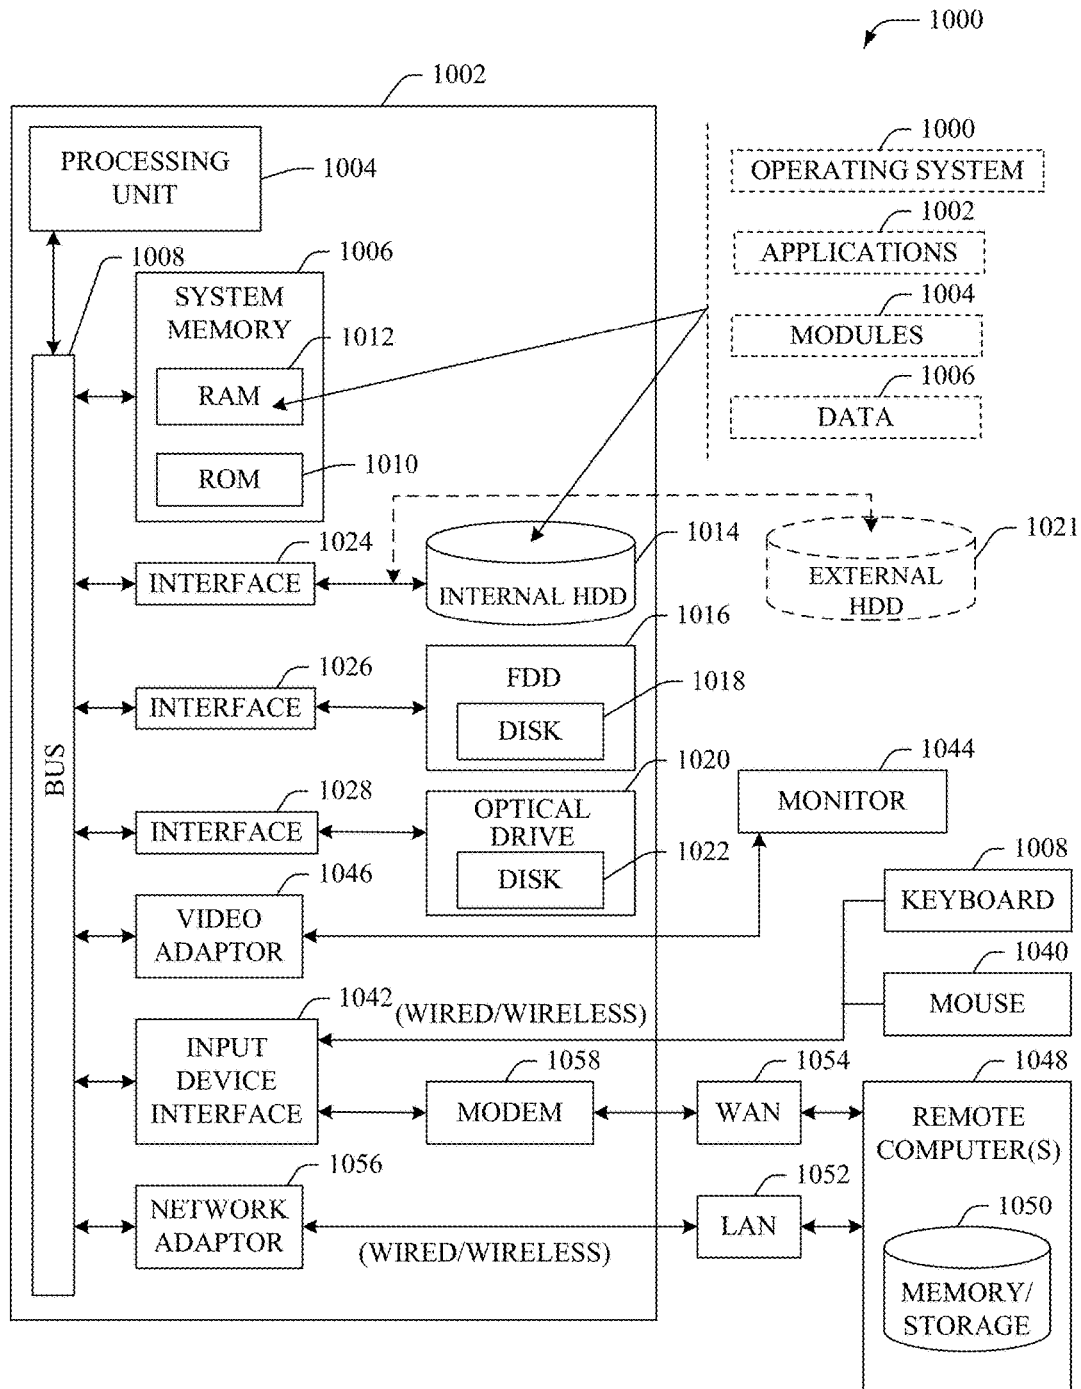 1000
1002
PROCESSING
UNIT
1004
1000
OPERATING SYSTEM
1002
APPLICATIONS
1004
MODULES
1006
DATA
1008
1006
SYSTEM
MEMORY
1012
RAM
1010
ROM
BUS
1024
INTERFACE
1014
INTERNAL HDD
1021
EXTERNAL
HDD
1026
INTERFACE
1016
FDD
1018
DISK
1028
INTERFACE
1020
OPTICAL
DRIVE
1022
DISK
1044
MONITOR
1046
VIDEO
ADAPTOR
1008
KEYBOARD
1040
MOUSE
1042
(WIRED/WIRELESS)
INPUT
DEVICE
INTERFACE
1058
MODEM
1054
WAN
1048
REMOTE
COMPUTER(S)
1056
NETWORK
ADAPTOR
(WIRED/WIRELESS)
1052
LAN
1050
MEMORY/
STORAGE